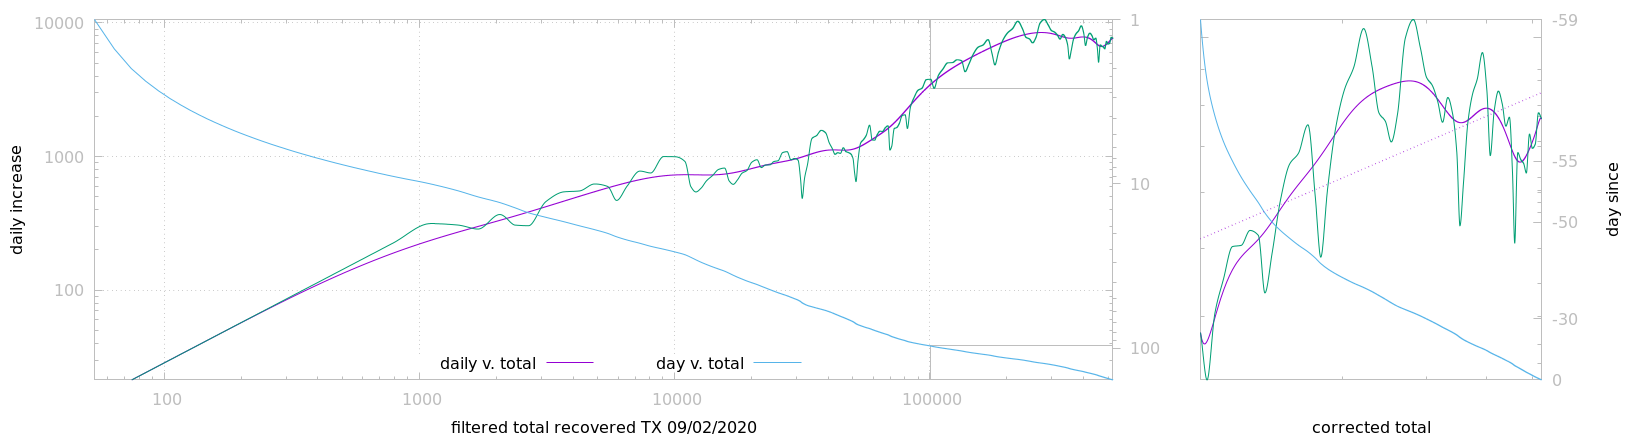 10000
1000
100
daily increase
100
1000
10000
100000
filtered total recovered TX 09/02/2020
daily v. total
day v. total
1
10
100
-59
-55
-50
-30
0
day since
corrected total